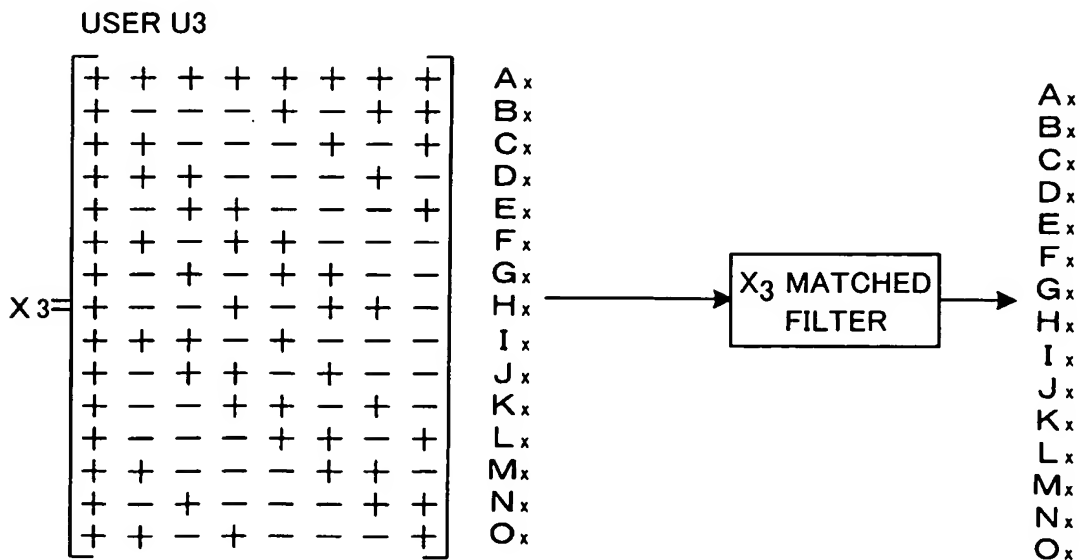 USER U3
+ + + + + + + + Ax
+ − − − + − + + Bx
+ + − − − + − + Cx
+ + + − − − + − Dx
+ − + + − − − + Ex
+ + − + + − − − Fx
+ − + − + + − − Gx
X3= + − − + − + + − Hx
+ + + − + − − − Ix
+ − + + − + − − Jx
+ − − + + − + − Kx
+ − − − + + − + Lx
+ + − − − + + − Mx
+ − + − − − + + Nx
+ + − + − − − + Ox
X3 MATCHED
FILTER
Ax
Bx
Cx
Dx
Ex
Fx
Gx
Hx
Ix
Jx
Kx
Lx
Mx
Nx
Ox